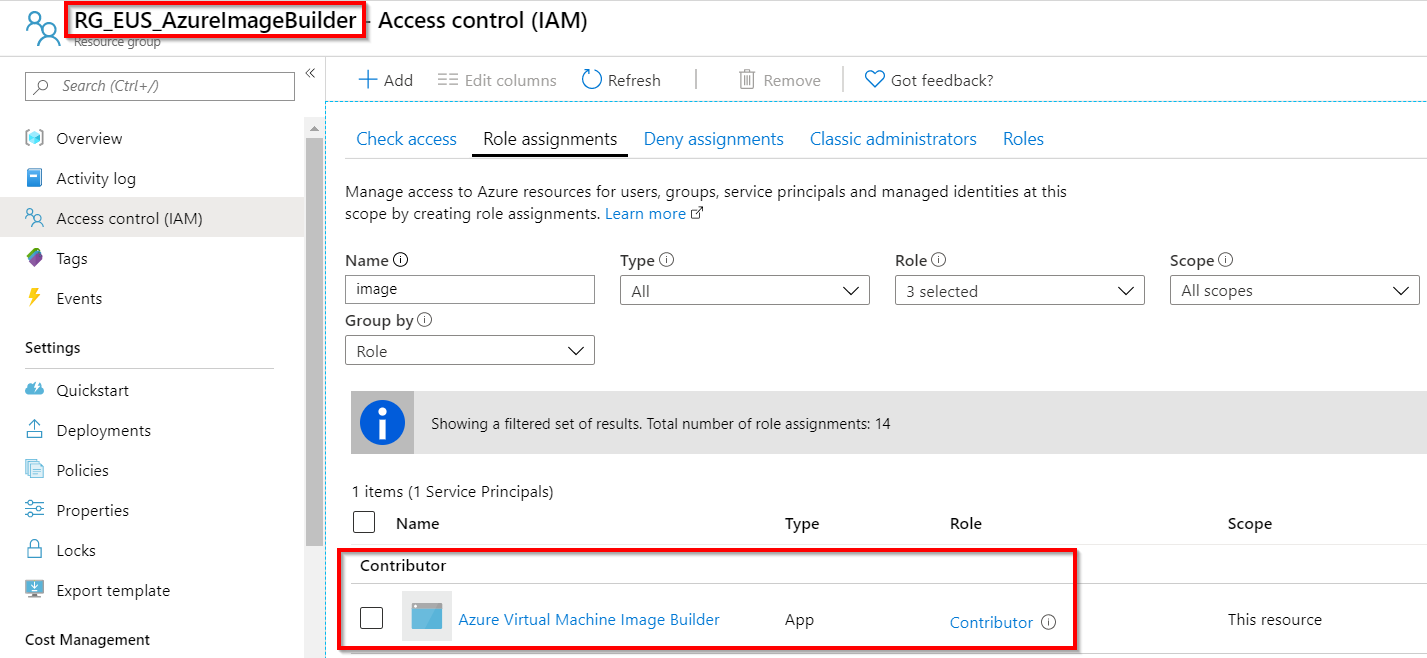 RG_EUS_AzureImageBuilder - Access control (IAM)
Resource group
Search (Ctrl+/)
«
Overview
Activity log
Access control (IAM)
Tags
Events
Settings
Quickstart
Deployments
Policies
Properties
Locks
Export template
Cost Management
Add
Edit columns
Refresh
Remove
Got feedback?
Check access
Role assignments
Deny assignments
Classic administrators
Roles
Manage access to Azure resources for users, groups, service principals and managed identities at this
scope by creating role assignments. Learn more
Name
image
Type
All
Role
3 selected
Scope
All scopes
Group by
Role
Showing a filtered set of results. Total number of role assignments: 14
1 items (1 Service Principals)
Name Type Role Scope
Contributor
Azure Virtual Machine Image Builder App Contributor This resource